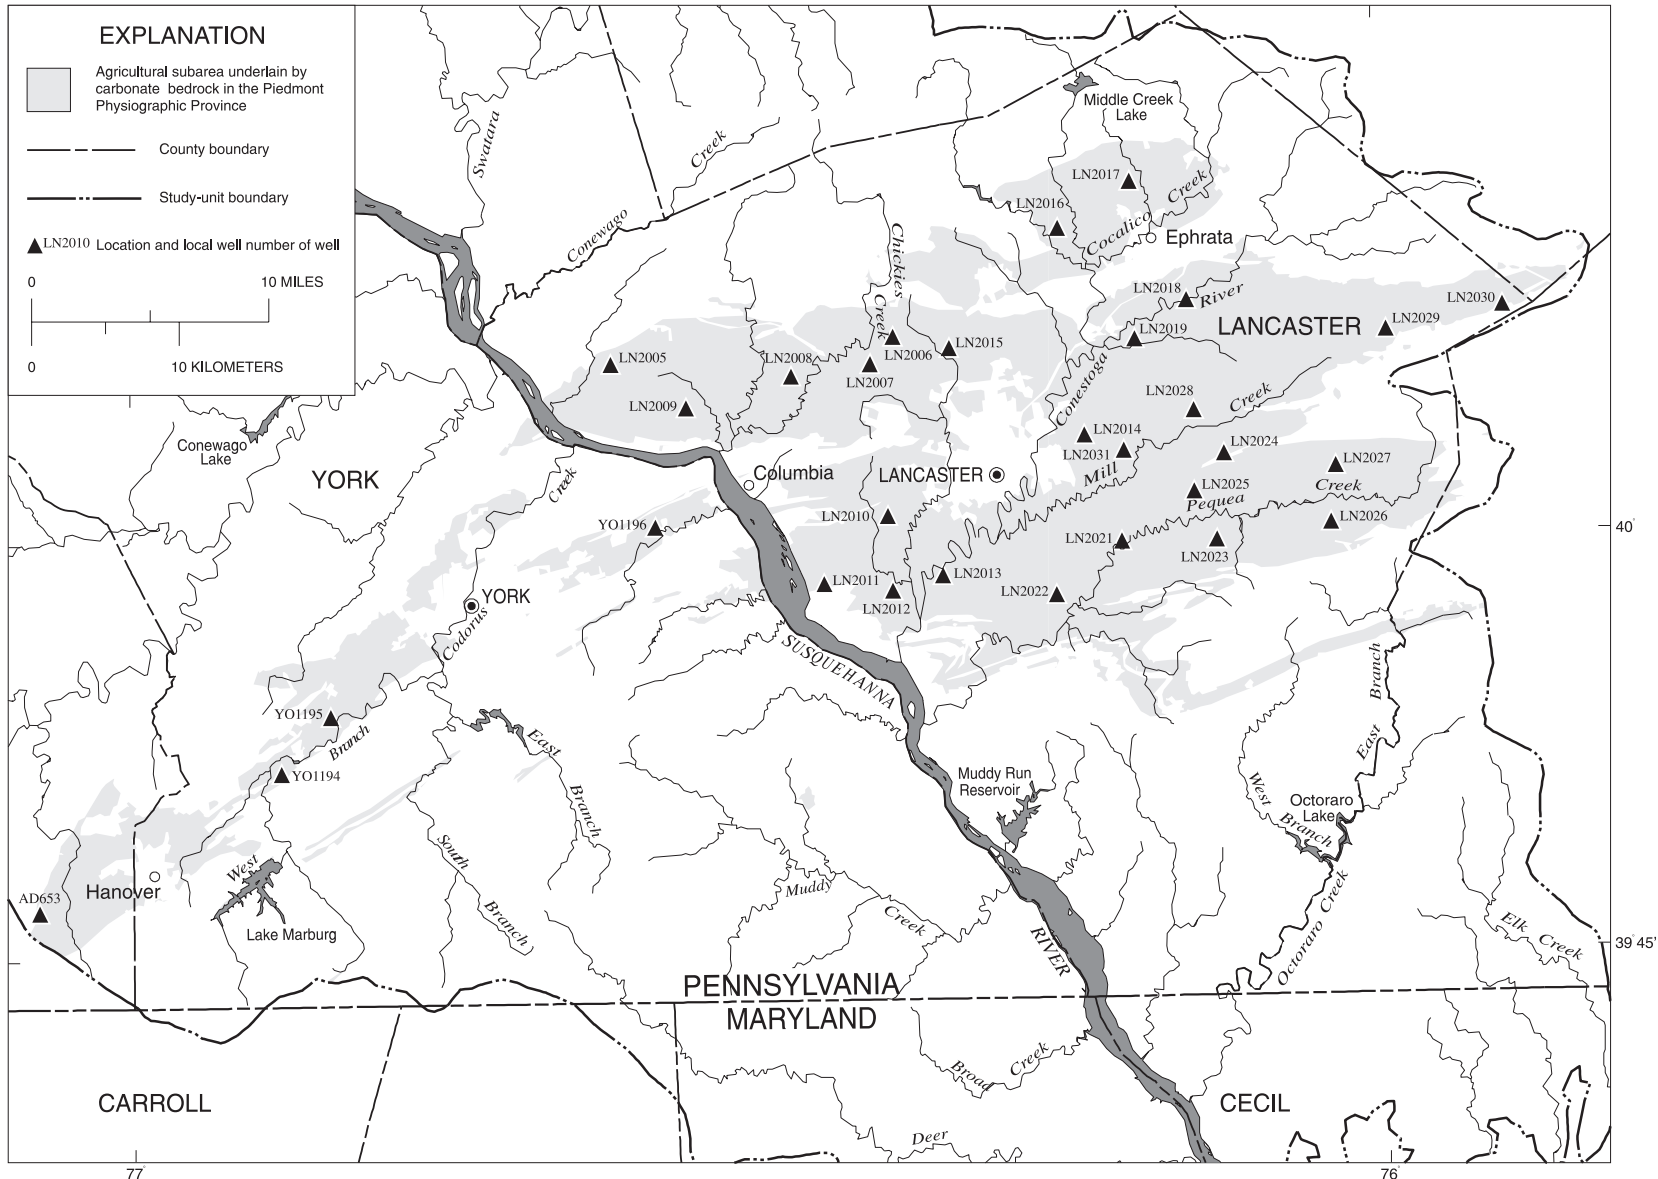 EXPLANATION
Agricultural subarea underlain by
carbonate bedrock in the Piedmont
Physiographic Province
County boundary
Study-unit boundary
LN2010 Location and local well number of well
0 10 MILES
0 10 KILOMETERS
Swatara
Creek
Conewago
Middle Creek
Lake
LN2017
Creek
LN2016
Cocalico
Ephrata
Chickies
Creek
LN2018
River
LN2030
LN2019
LANCASTER
LN2029
LN2005
LN2008
LN2006
LN2015
LN2007
Conestoga
LN2009
LN2028
Creek
Conewago
Lake
LN2014
LN2031
LN2024
YORK
Creek
Columbia
LANCASTER
Mill
LN2027
LN2025
Pequea
Creek
YO1196
LN2010
LN2026
40°
LN2021
LN2023
LN2011
LN2013
LN2012
LN2022
YORK
Codorus
SUSQUEHANNA
YO1195
Branch
East
Branch
YO1194
Branch
East
Muddy Run
Reservoir
West
Branch
Octoraro
Lake
South
Branch
West
Hanover
AD653
Lake Marburg
Muddy
Creek
RIVER
Octoraro Creek
Elk
Creek
39°45'
PENNSYLVANIA
MARYLAND
Broad
Creek
CARROLL
CECIL
Deer
77°
76°